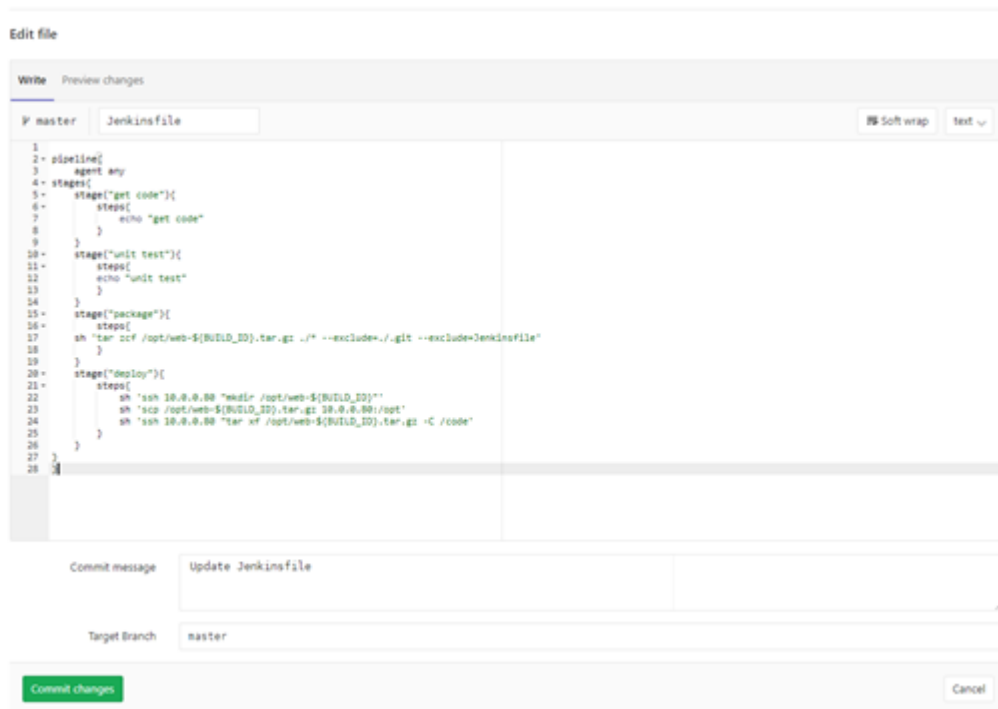 Edit file
Write Preview changes
master Jenkinsfile Soft wrap text
1
2 pipeline{
3 agent any
4 stages{
5 stage("get code"){
6 steps{
7 echo "get code"
8 }
9 }
10 stage("unit test"){
11 steps{
12 echo "unit test"
13 }
14 }
15 stage("package"){
16 steps{
17 sh 'tar zcf /opt/web-${BUILD_ID}.tar.gz ./* --exclude=./.git --exclude=Jenkinsfile'
18 }
19 }
20 stage("deploy"){
21 steps{
22 sh 'ssh 10.0.0.80 "mkdir /opt/web-${BUILD_ID}"'
23 sh 'scp /opt/web-${BUILD_ID}.tar.gz 10.0.0.80:/opt'
24 sh 'ssh 10.0.0.80 "tar xf /opt/web-${BUILD_ID}.tar.gz -C /code'
25 }
26 }
27 }
28 }
Commit message Update Jenkinsfile
Target Branch master
Commit changes Cancel